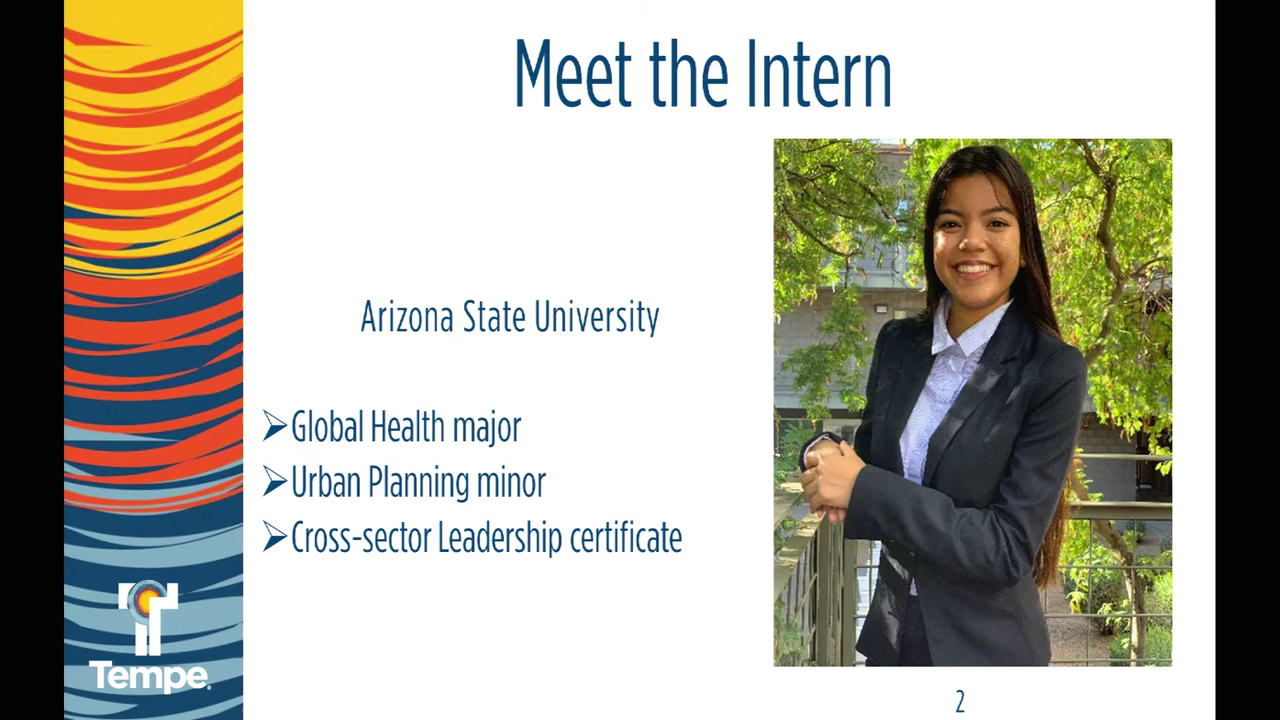 Meet the Intern
Arizona State University
➢Global Health major
➢Urban Planning minor
➢Cross-sector Leadership certificate
Tempe
2